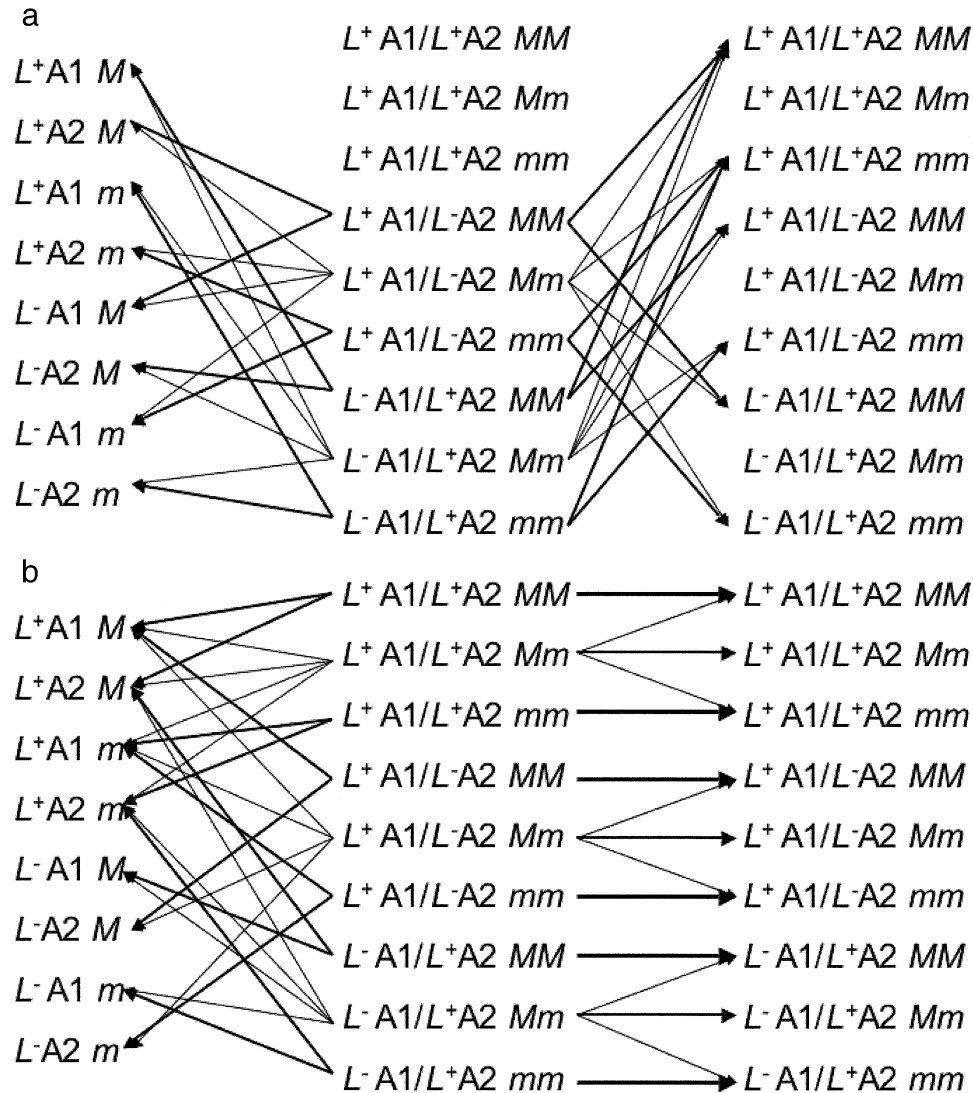 a
L⁺A1 M
L⁺A2 M
L⁺A1 m
L⁺A2 m
L⁻A1 M
L⁻A2 M
L⁻A1 m
L⁻A2 m
L⁺ A1/L⁺A2 MM
L⁺ A1/L⁺A2 Mm
L⁺ A1/L⁺A2 mm
L⁺ A1/L⁻A2 MM
L⁺ A1/L⁻A2 Mm
L⁺ A1/L⁻A2 mm
L⁻ A1/L⁺A2 MM
L⁻ A1/L⁺A2 Mm
L⁻ A1/L⁺A2 mm
L⁺ A1/L⁺A2 MM
L⁺ A1/L⁺A2 Mm
L⁺ A1/L⁺A2 mm
L⁺ A1/L⁻A2 MM
L⁺ A1/L⁻A2 Mm
L⁺ A1/L⁻A2 mm
L⁻ A1/L⁺A2 MM
L⁻ A1/L⁺A2 Mm
L⁻ A1/L⁺A2 mm
b
L⁺A1 M
L⁺A2 M
L⁺A1 m
L⁺A2 m
L⁻A1 M
L⁻A2 M
L⁻A1 m
L⁻A2 m
L⁺ A1/L⁺A2 MM
L⁺ A1/L⁺A2 Mm
L⁺ A1/L⁺A2 mm
L⁺ A1/L⁻A2 MM
L⁺ A1/L⁻A2 Mm
L⁺ A1/L⁻A2 mm
L⁻ A1/L⁺A2 MM
L⁻ A1/L⁺A2 Mm
L⁻ A1/L⁺A2 mm
L⁺ A1/L⁺A2 MM
L⁺ A1/L⁺A2 Mm
L⁺ A1/L⁺A2 mm
L⁺ A1/L⁻A2 MM
L⁺ A1/L⁻A2 Mm
L⁺ A1/L⁻A2 mm
L⁻ A1/L⁺A2 MM
L⁻ A1/L⁺A2 Mm
L⁻ A1/L⁺A2 mm